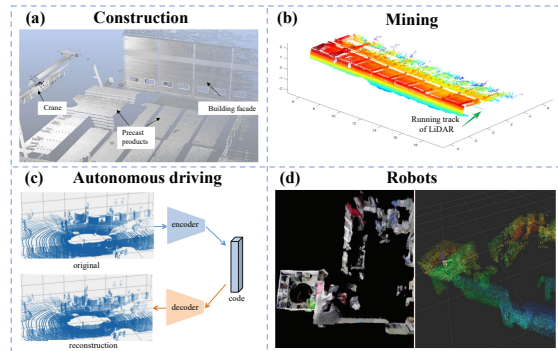 (a) Construction
Crane
Precast
products
Building facade
(b) Mining
Running track
of LiDAR
(c) Autonomous driving
original
encoder
code
decoder
reconstruction
(d) Robots